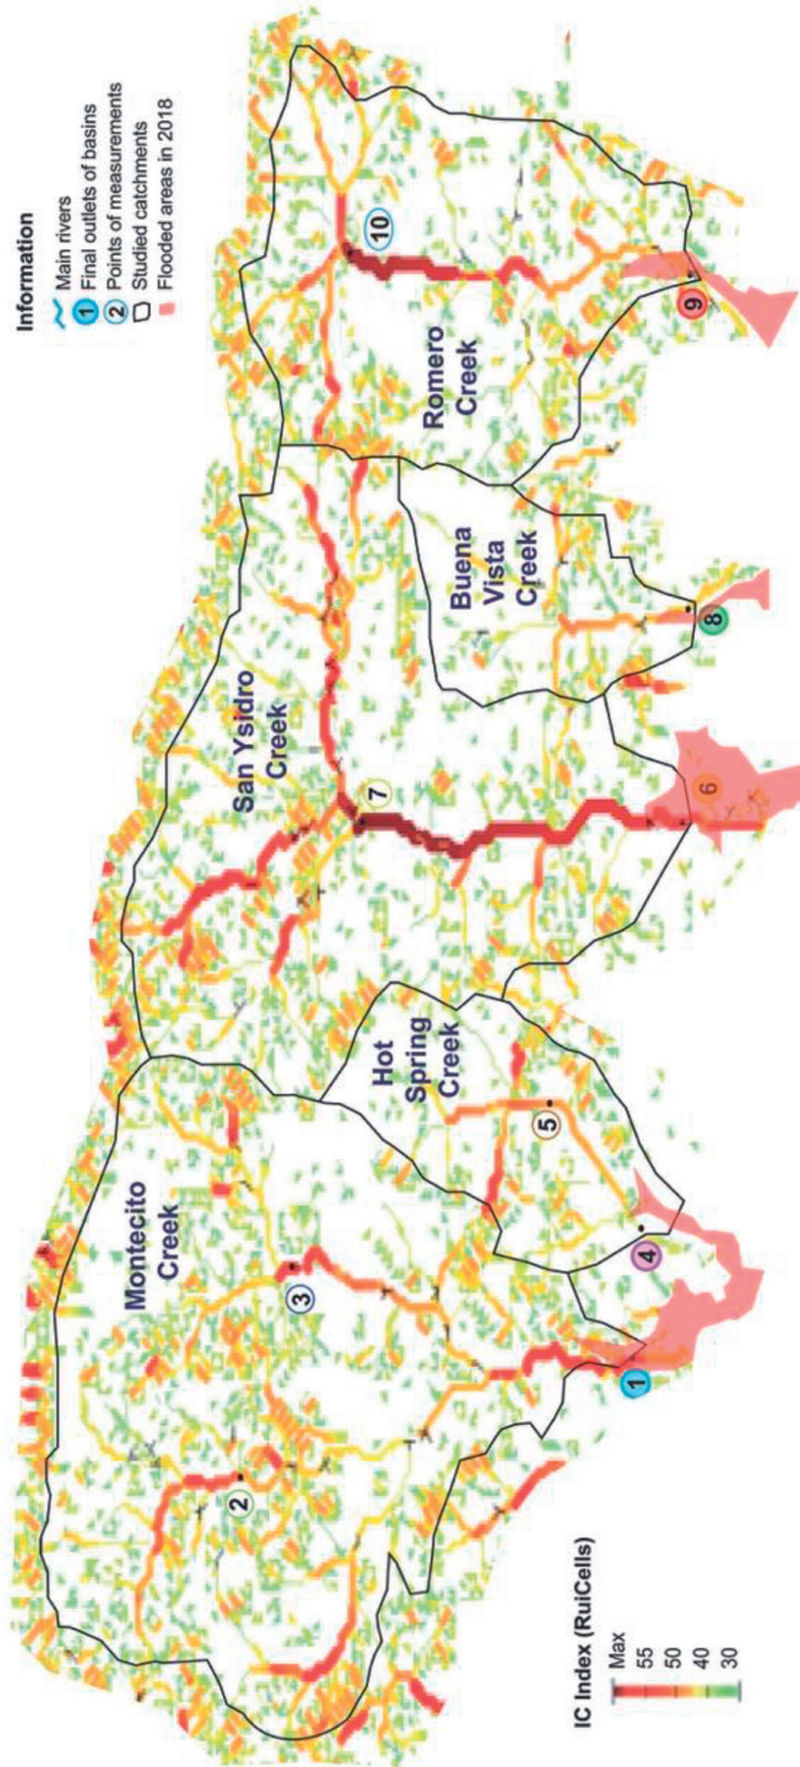 Information
Main rivers
1 Final outlets of basins
2 Points of measurements
Studied catchments
Flooded areas in 2018
Montecito
Creek
San Ysidro
Creek
Hot
Spring
Creek
Buena
Vista
Creek
Romero
Creek
1
2
3
4
5
6
7
8
9
10
IC Index (RuiCells)
Max
55
50
40
30